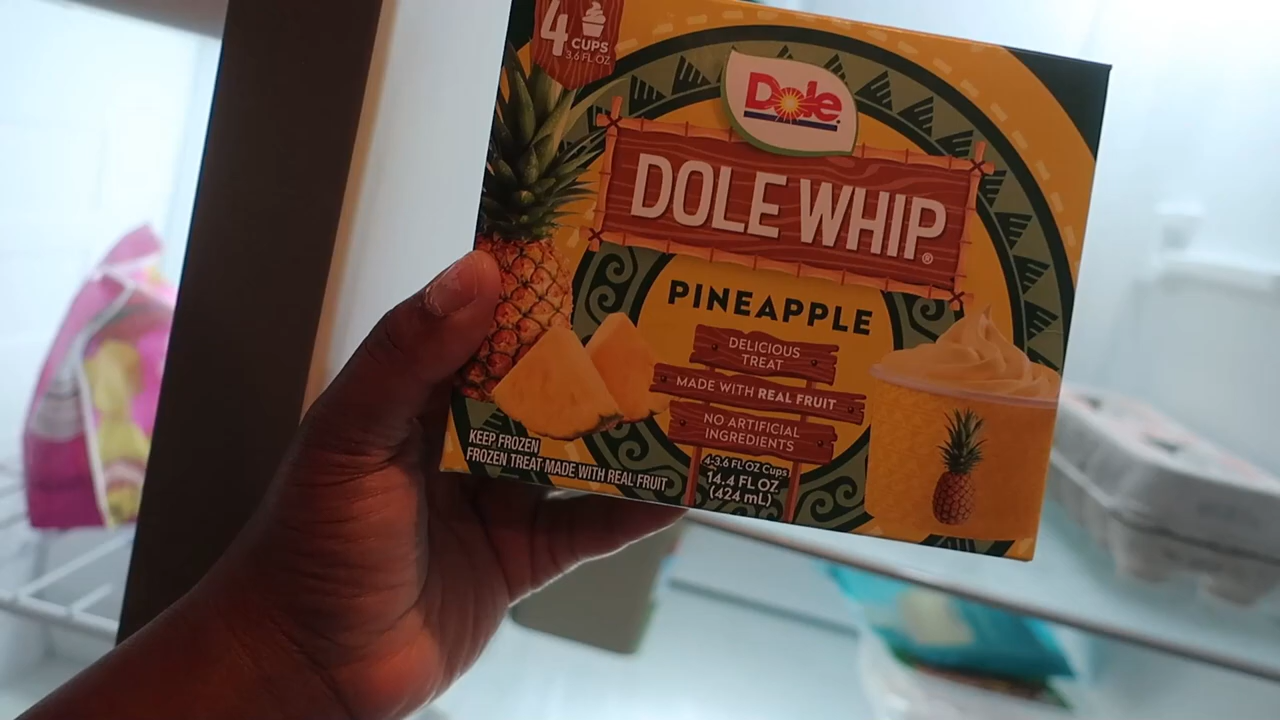 4
CUPS
3.6 FL OZ
Dole
DOLE WHIP®
PINEAPPLE
DELICIOUS
TREAT
MADE WITH REAL FRUIT
NO ARTIFICIAL
INGREDIENTS
4-3.6 FL OZ Cups
14.4 FL OZ
(424 mL)
KEEP FROZEN
FROZEN TREAT MADE WITH REAL FRUIT